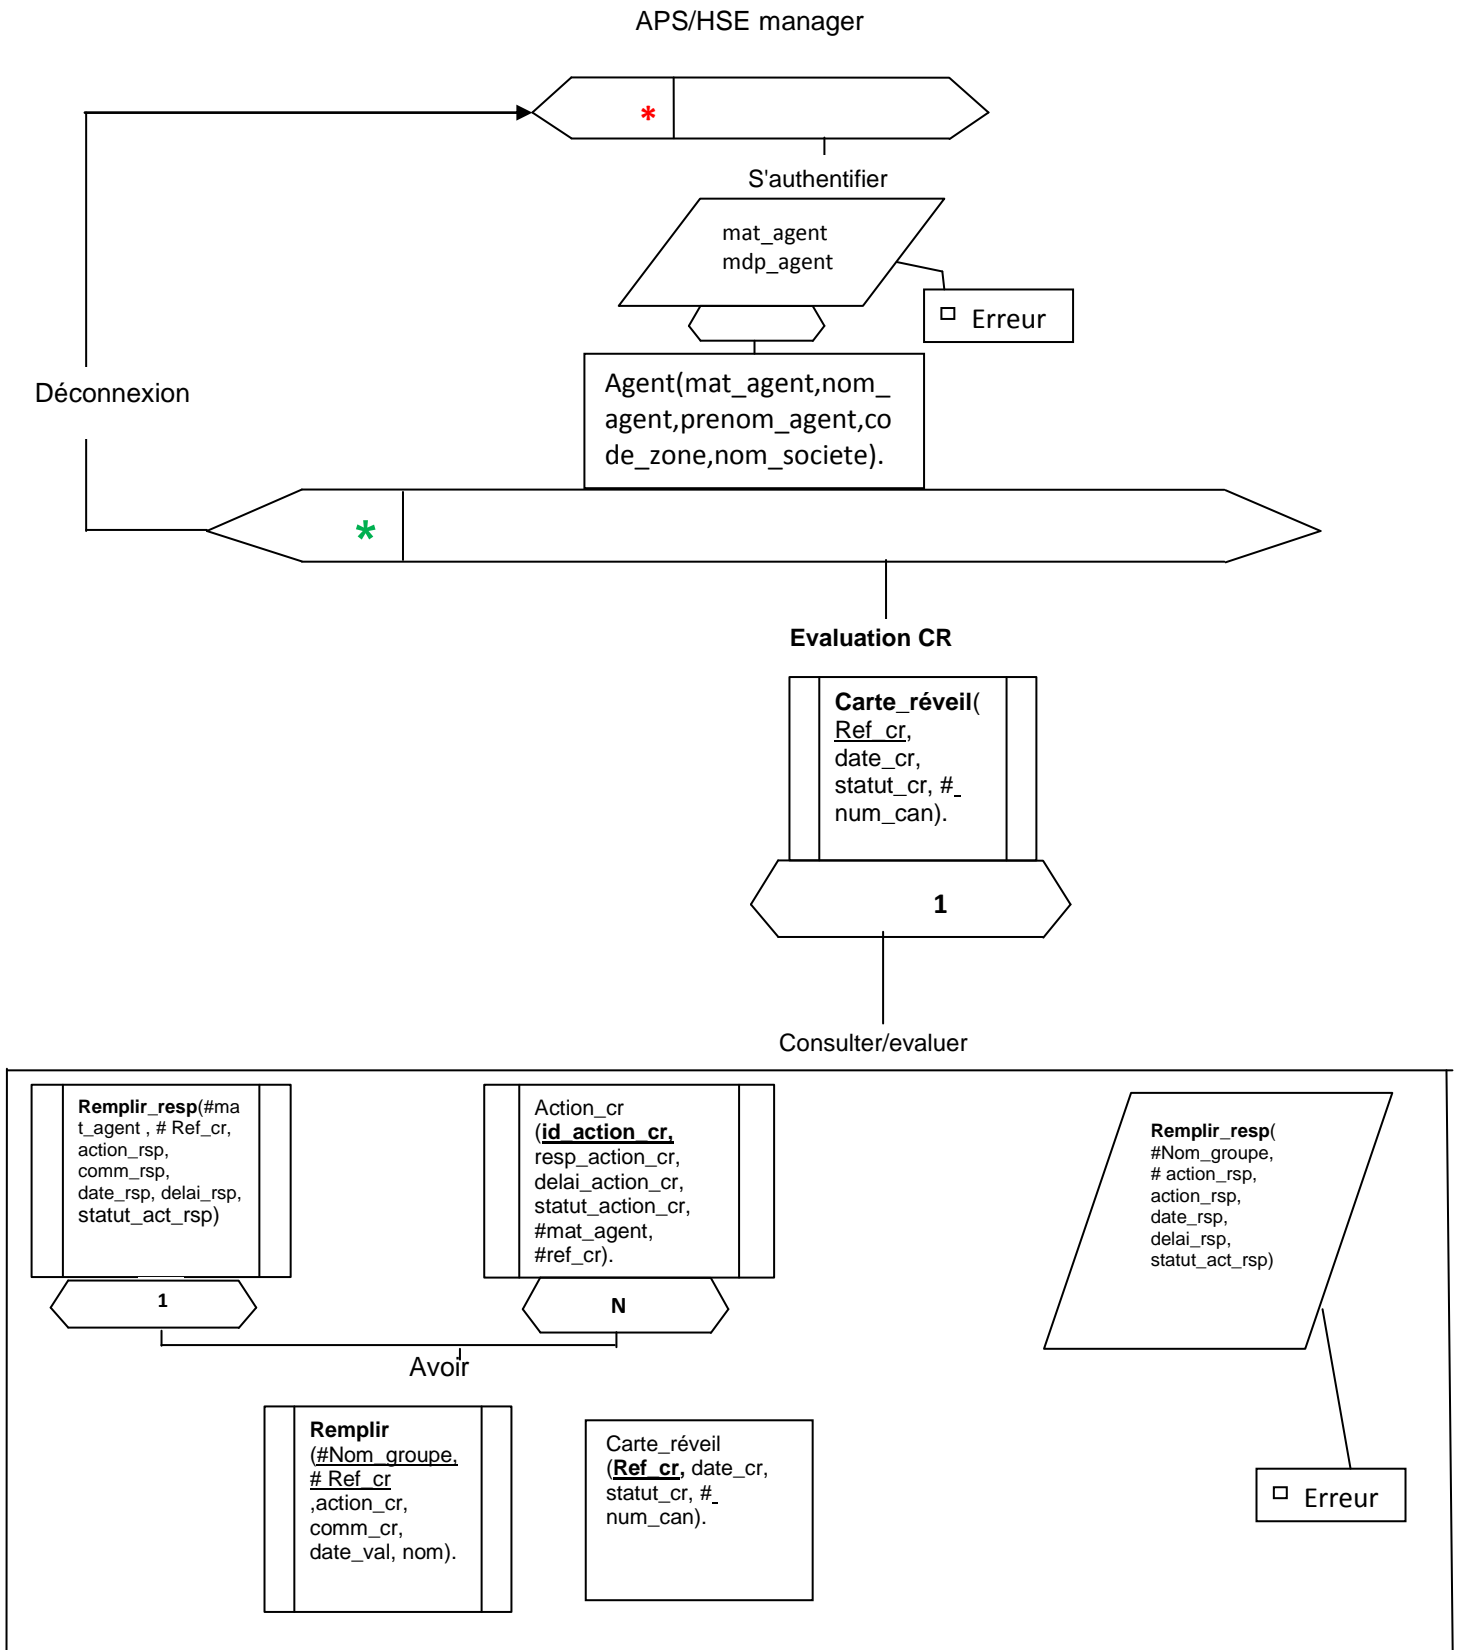 APS/HSE manager
*
S'authentifier
mat_agent
mdp_agent
Erreur
Déconnexion
Agent(mat_agent,nom_
agent,prenom_agent,co
de_zone,nom_societe).
*
Evaluation CR
Carte_réveil(
Ref_cr,
date_cr,
statut_cr, #_
num_can).
1
Consulter/evaluer
Remplir_resp(#ma
t_agent , # Ref_cr,
action_rsp,
comm_rsp,
date_rsp, delai_rsp,
statut_act_rsp)
1
Action_cr
(id_action_cr,
resp_action_cr,
delai_action_cr,
statut_action_cr,
#mat_agent,
#ref_cr).
N
Remplir_resp(
#Nom_groupe,
# action_rsp,
action_rsp,
date_rsp,
delai_rsp,
statut_act_rsp)
Avoir
Remplir
(#Nom_groupe,
# Ref_cr
,action_cr,
comm_cr,
date_val, nom).
Carte_réveil
(Ref_cr, date_cr,
statut_cr, #_
num_can).
Erreur